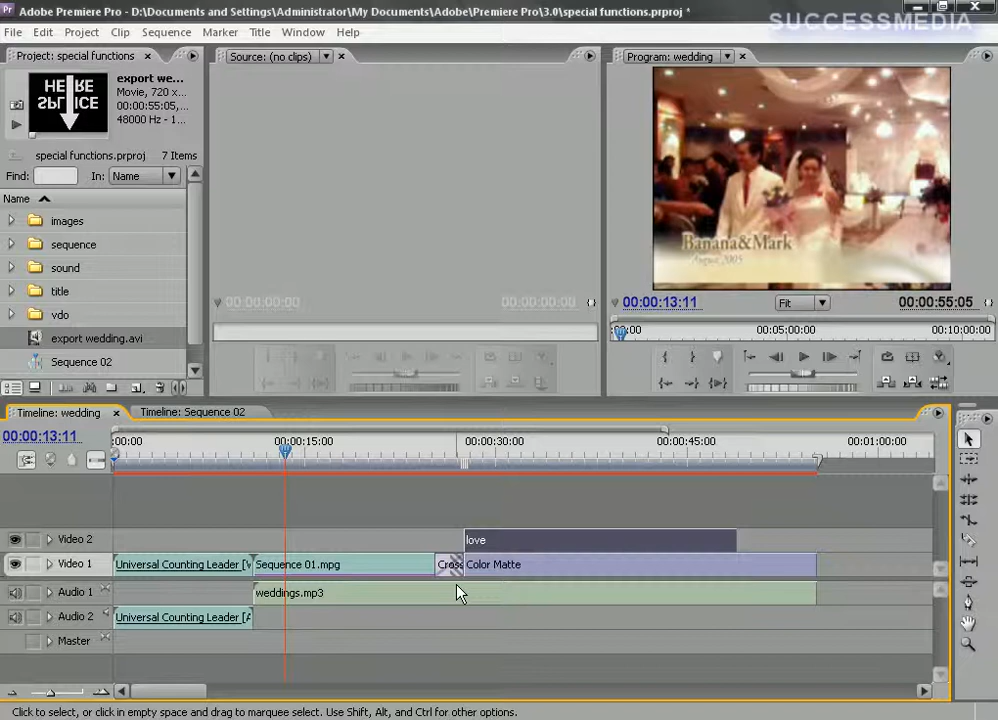 Adobe Premiere Pro - D:\Documents and Settings\Administrator\My Documents\Adobe\Premiere Pro\3.0\special functions.prproj *
SUCCESSMEDIA
File Edit Project Clip Sequence Marker Title Window Help
Project: special functions
Source: (no clips)
Program: wedding
export we...
Movie, 720 x...
00:00:55:05,...
48000 Hz - 1...
HERE
SPLICE
special functions.prproj 7 Items
Find: In: Name
Name
images
sequence
sound
title
vdo
export wedding.avi
Sequence 02
00:00:00:00 00:00:00:00
Banana&Mark
August 2005
00:00:13:11 Fit 00:00:55:05
:00 00:05:00:00 00:10:00:00
Timeline: wedding Timeline: Sequence 02
00:00:13:11
:00:00 00:00:15:00 00:00:30:00 00:00:45:00 00:01:00:00
Video 2 love
Video 1 Universal Counting Leader [V Sequence 01.mpg Cross Color Matte
Audio 1 weddings.mp3
Audio 2 Universal Counting Leader [A
Master
Click to select, or click in empty space and drag to marquee select. Use Shift, Alt, and Ctrl for other options.